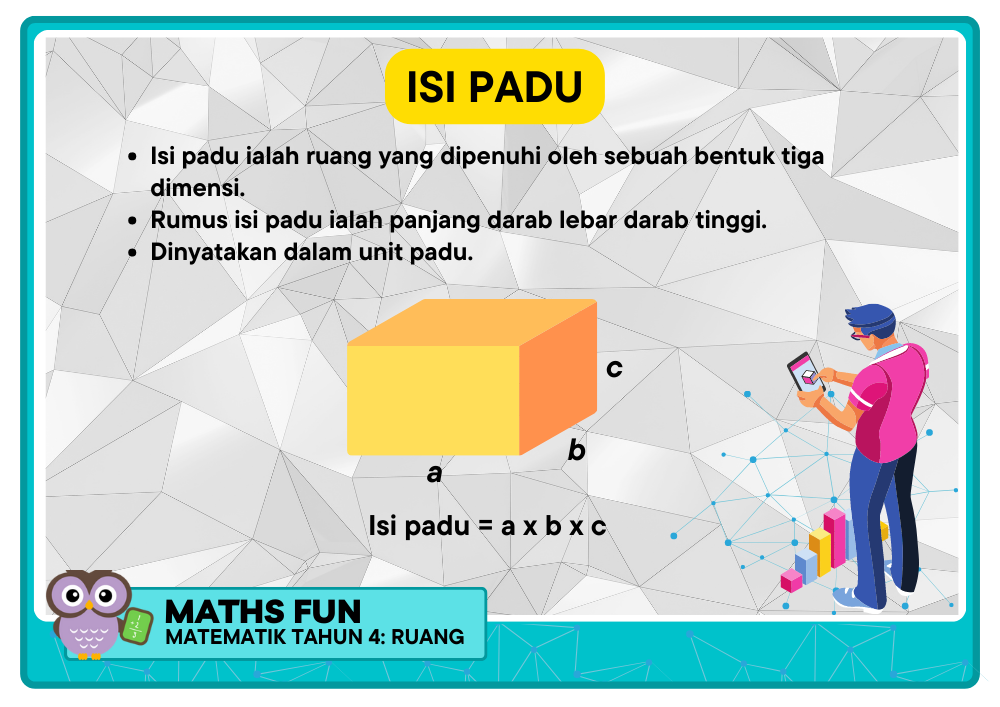 ISI PADU
• Isi padu ialah ruang yang dipenuhi oleh sebuah bentuk tiga
dimensi.
• Rumus isi padu ialah panjang darab lebar darab tinggi.
• Dinyatakan dalam unit padu.
c
b
a
Isi padu = a x b x c
MATHS FUN
MATEMATIK TAHUN 4: RUANG